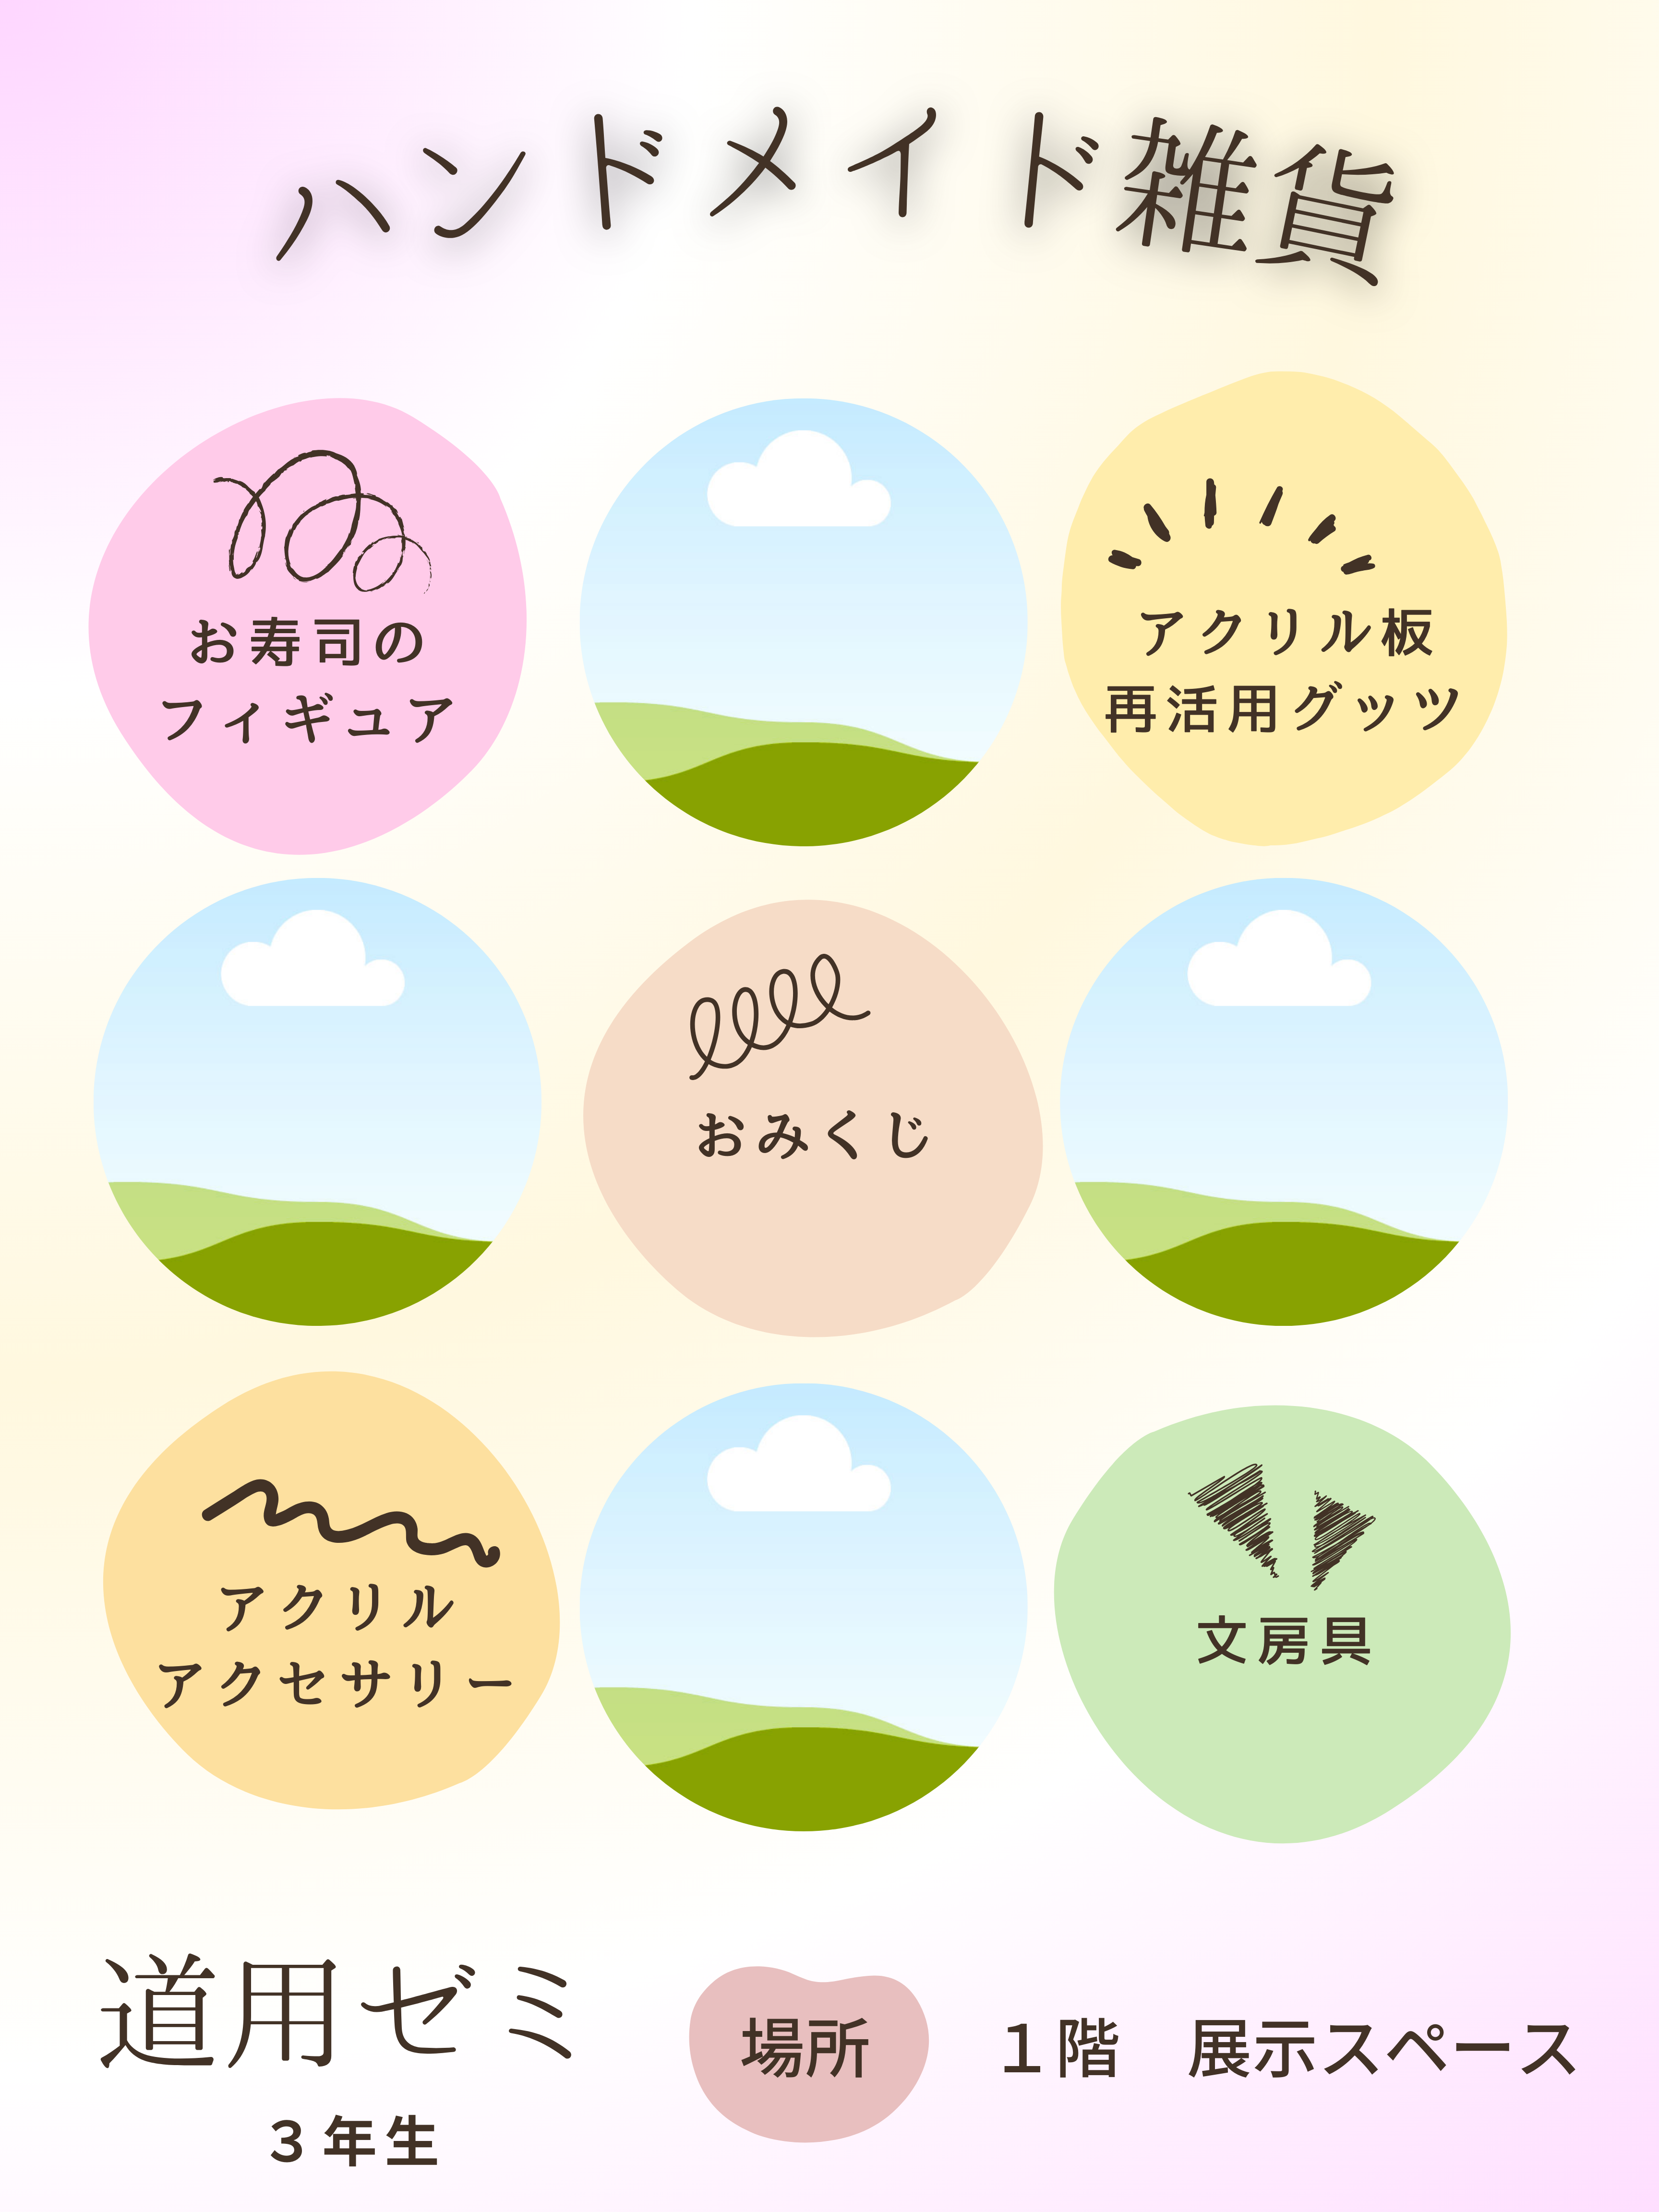 ハンドメイド雑貨
お寿司の
フィギュア
アクリル板
再活用グッツ
おみくじ
アクリル
アクセサリー
文房具
道用ゼミ
３年生
場所
１階　展示スペース